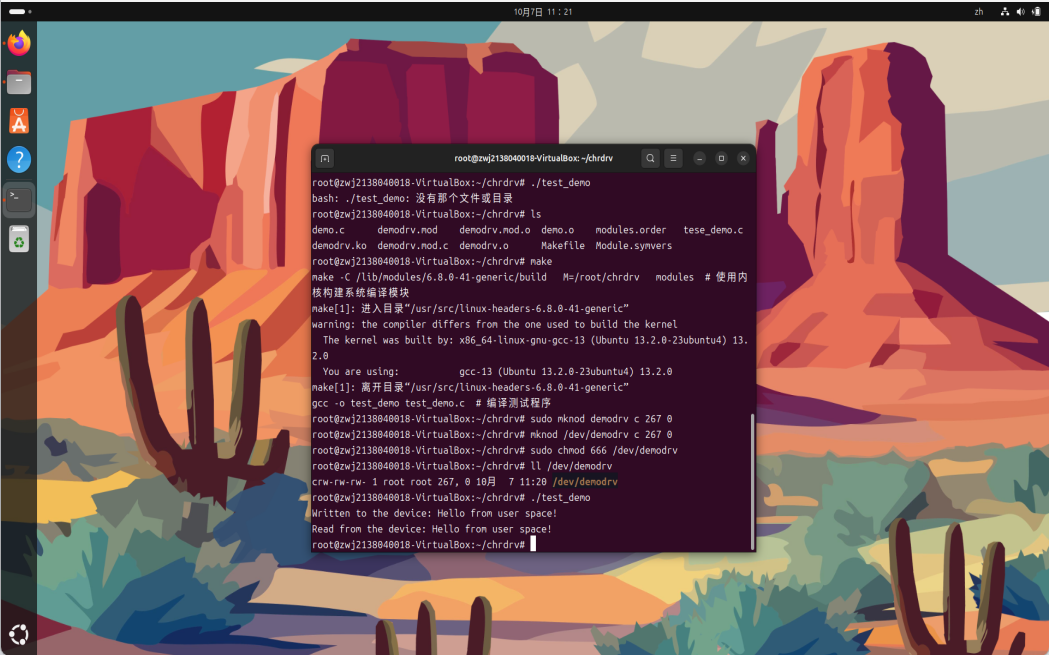 10月7日 11：21
zh
root@zwj2138040018-VirtualBox: ~/chrdrv
root@zwj2138040018-VirtualBox:~/chrdrv# ./test_demo
bash: ./test_demo: 没有那个文件或目录
root@zwj2138040018-VirtualBox:~/chrdrv# ls
demo.c      demodrv.mod    demodrv.mod.o  demo.o    modules.order   tese_demo.c
demodrv.ko  demodrv.mod.c  demodrv.o      Makefile  Module.symvers
root@zwj2138040018-VirtualBox:~/chrdrv# make
make -C /lib/modules/6.8.0-41-generic/build   M=/root/chrdrv   modules  # 使用内
核构建系统编译模块
make[1]: 进入目录“/usr/src/linux-headers-6.8.0-41-generic”
warning: the compiler differs from the one used to build the kernel
  The kernel was built by: x86_64-linux-gnu-gcc-13 (Ubuntu 13.2.0-23ubuntu4) 13.
2.0
  You are using:           gcc-13 (Ubuntu 13.2.0-23ubuntu4) 13.2.0
make[1]: 离开目录“/usr/src/linux-headers-6.8.0-41-generic”
gcc -o test_demo test_demo.c  # 编译测试程序
root@zwj2138040018-VirtualBox:~/chrdrv# sudo mknod demodrv c 267 0
root@zwj2138040018-VirtualBox:~/chrdrv# mknod /dev/demodrv c 267 0
root@zwj2138040018-VirtualBox:~/chrdrv# sudo chmod 666 /dev/demodrv
root@zwj2138040018-VirtualBox:~/chrdrv# ll /dev/demodrv
crw-rw-rw- 1 root root 267, 0 10月  7 11:20 /dev/demodrv
root@zwj2138040018-VirtualBox:~/chrdrv# ./test_demo
Written to the device: Hello from user space!
Read from the device: Hello from user space!
root@zwj2138040018-VirtualBox:~/chrdrv#